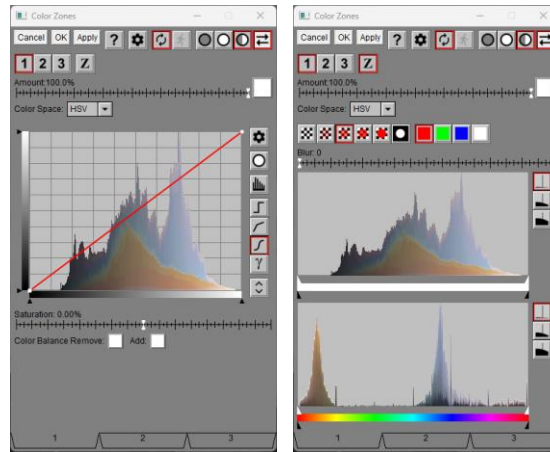 Color Zones
Cancel OK Apply ?
1 2 3 Z
Amount:100.0%
Color Space: HSV
γ
Saturation: 0.00%
Color Balance Remove: Add:
1 2 3
Color Zones
Cancel OK Apply ?
1 2 3 Z
Amount:100.0%
Color Space: HSV
Blur: 0
1 2 3